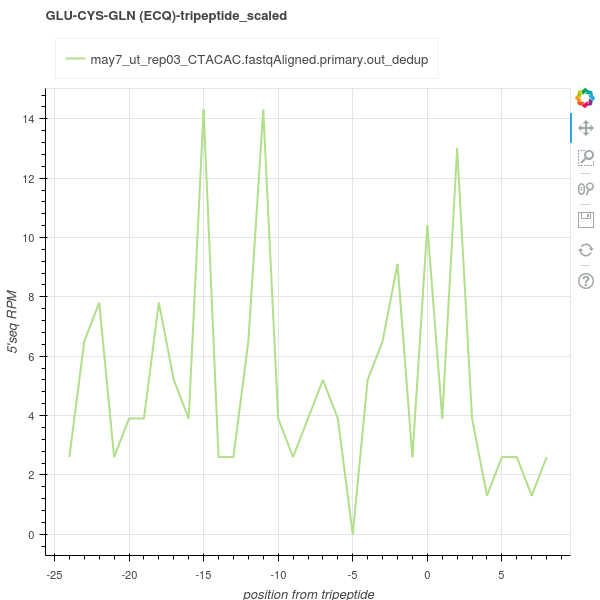 GLU-CYS-GLN (ECQ)-tripeptide_scaled
may7_ut_rep03_CTACAC.fastqAligned.primary.out_dedup
14
12
10
8
6
4
2
0
5'seq RPM
-25 -20 -15 -10 -5 0 5
position from tripeptide